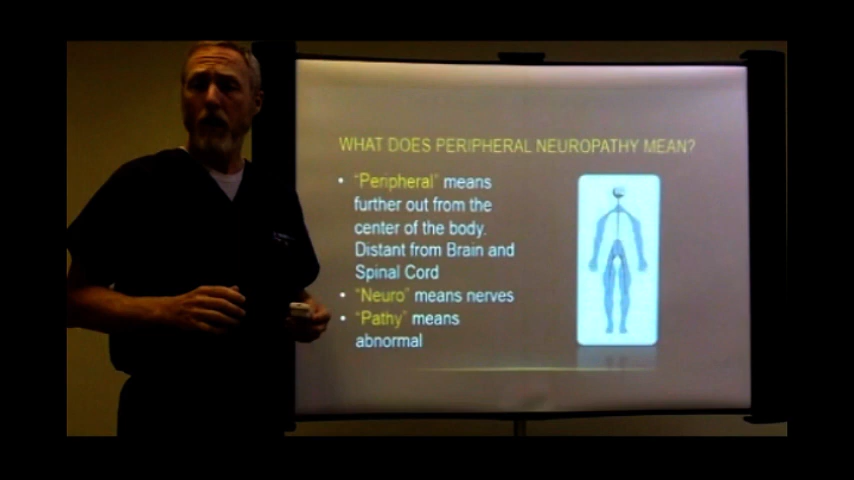 WHAT DOES PERIPHERAL NEUROPATHY MEAN?
• "Peripheral" means
further out from the
center of the body.
Distant from Brain and
Spinal Cord
• "Neuro" means nerves
• "Pathy" means
abnormal